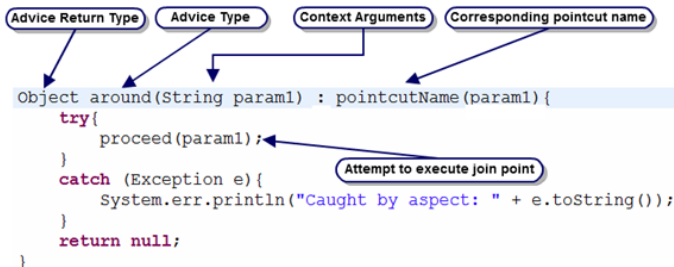 Advice Return Type
Advice Type
Context Arguments
Corresponding pointcut name
Object around(String param1) : pointcutName(param1){
try{
proceed(param1);
}
Attempt to execute join point
catch (Exception e){
System.err.println("Caught by aspect: " + e.toString());
}
return null;
}